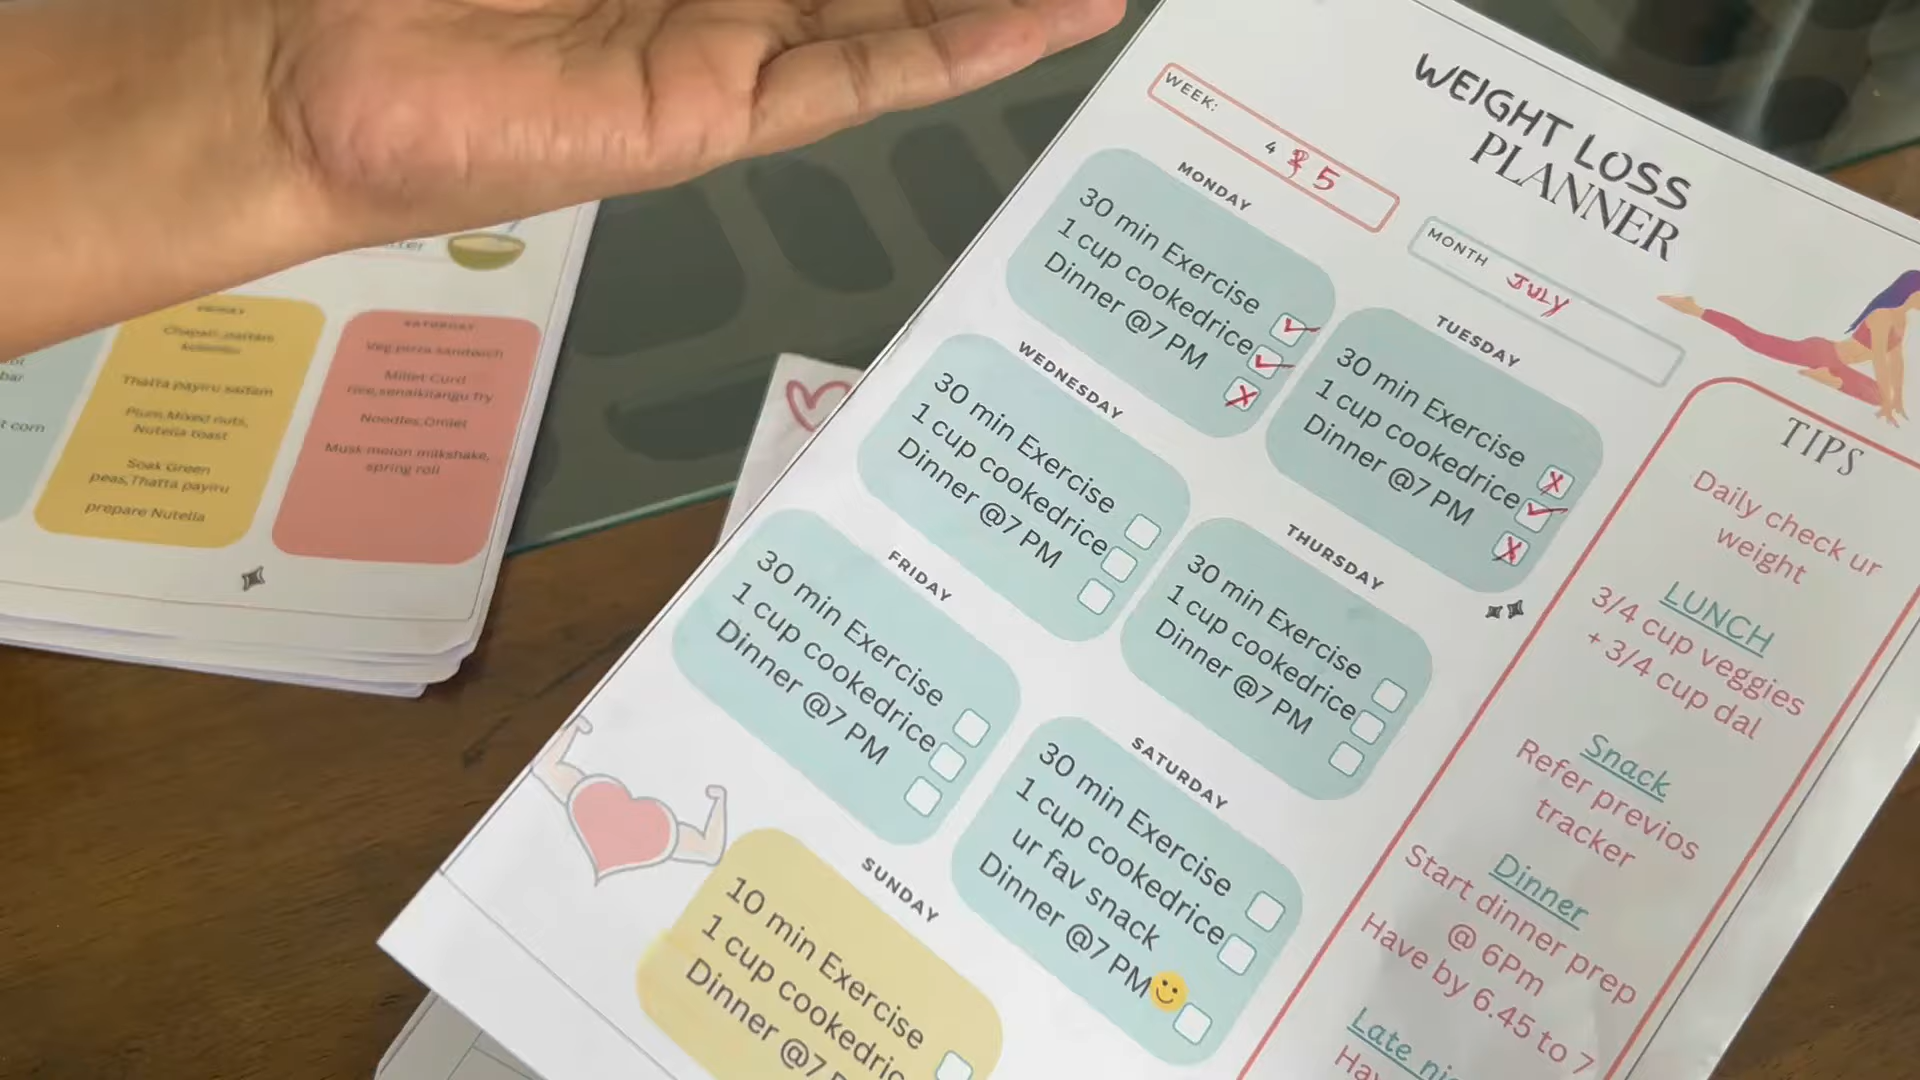 WEIGHT LOSS
PLANNER
WEEK:
4 5
MONTH JULY
MONDAY
30 min Exercise
1 cup cookedrice
Dinner @7 PM
TUESDAY
30 min Exercise
1 cup cookedrice
Dinner @7 PM
WEDNESDAY
30 min Exercise
1 cup cookedrice
Dinner @7 PM
THURSDAY
30 min Exercise
1 cup cookedrice
Dinner @7 PM
FRIDAY
30 min Exercise
1 cup cookedrice
Dinner @7 PM
SATURDAY
30 min Exercise
1 cup cookedrice
ur fav snack
Dinner @7 PM
SUNDAY
10 min Exercise
1 cup
Dinner @7
TIPS
Daily check ur
weight
LUNCH
3/4 cup veggies
+ 3/4 cup dal
Snack
Refer previos
tracker
Dinner
Start dinner prep
@ 6Pm
Have by 6.45 to 7
Late
bar
corn
FRIDAY
Thatta payiru sadam
Plum,Mixed nuts,
Nutella toast
Soak Green
peas,Thatta payiru
prepare Nutella
SATURDAY
Veg pizza sandwich
Millet Curd
Noodles,Omlet
Musk melon milkshake,
spring roll